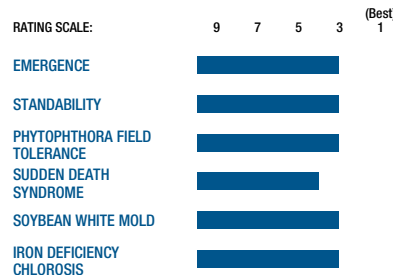 (Best)
RATING SCALE: 9 7 5 3 1
EMERGENCE
STANDABILITY
PHYTOPHTHORA FIELD
TOLERANCE
SUDDEN DEATH
SYNDROME
SOYBEAN WHITE MOLD
IRON DEFICIENCY
CHLOROSIS